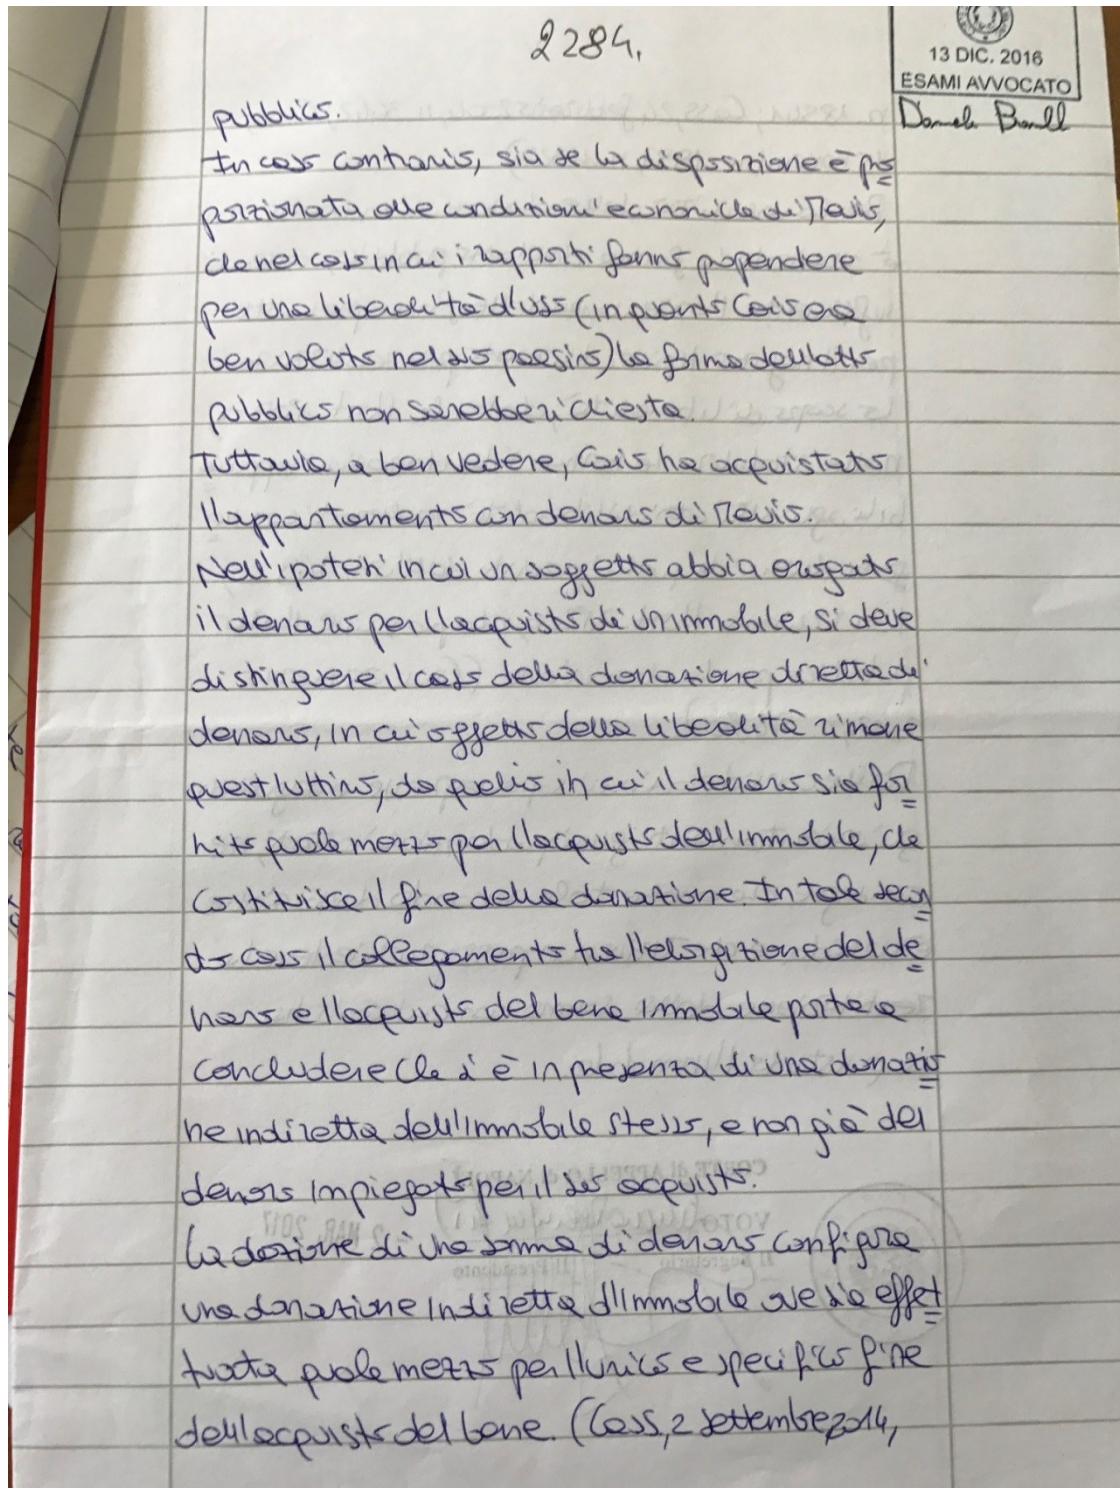 2284.
13 DIC. 2016
ESAMI AVVOCATO
pubblico.
In caso contrario, sia se la disposizione è pro
porzionata alle condizioni economiche di Mevio,
che nel caso in cui i rapporti fanno propendere
per una liberalità d'uso (in quanto Caio era
ben voluto nel suo paesino) la forma dell'atto
pubblico non sarebbe richiesta.
Tuttavia, a ben vedere, Caio ha acquistato
l'appartamento con denaro di Mevio.
Nell'ipotesi in cui un soggetto abbia erogato
il denaro per l'acquisto di un immobile, si deve
distinguere il caso della donazione diretta di
denaro, in cui oggetto della liberalità rimane
quest'ultimo, da quello in cui il denaro sia for
nito quale mezzo per l'acquisto dell'immobile, che
costituisce il fine della donazione. In tale secon
do caso il collegamento tra l'elargizione del de
naro e l'acquisto del bene immobile porta a
concludere che si è in presenza di una donazio
ne indiretta dell'immobile stesso, e non già del
denaro impiegato per il suo acquisto.
La dazione di una somma di denaro configura
una donazione indiretta d'immobile ove sia effet
tuata quale mezzo per l'unico e specifico fine
dell'acquisto del bene. (Cass, 2 settembre 2014,